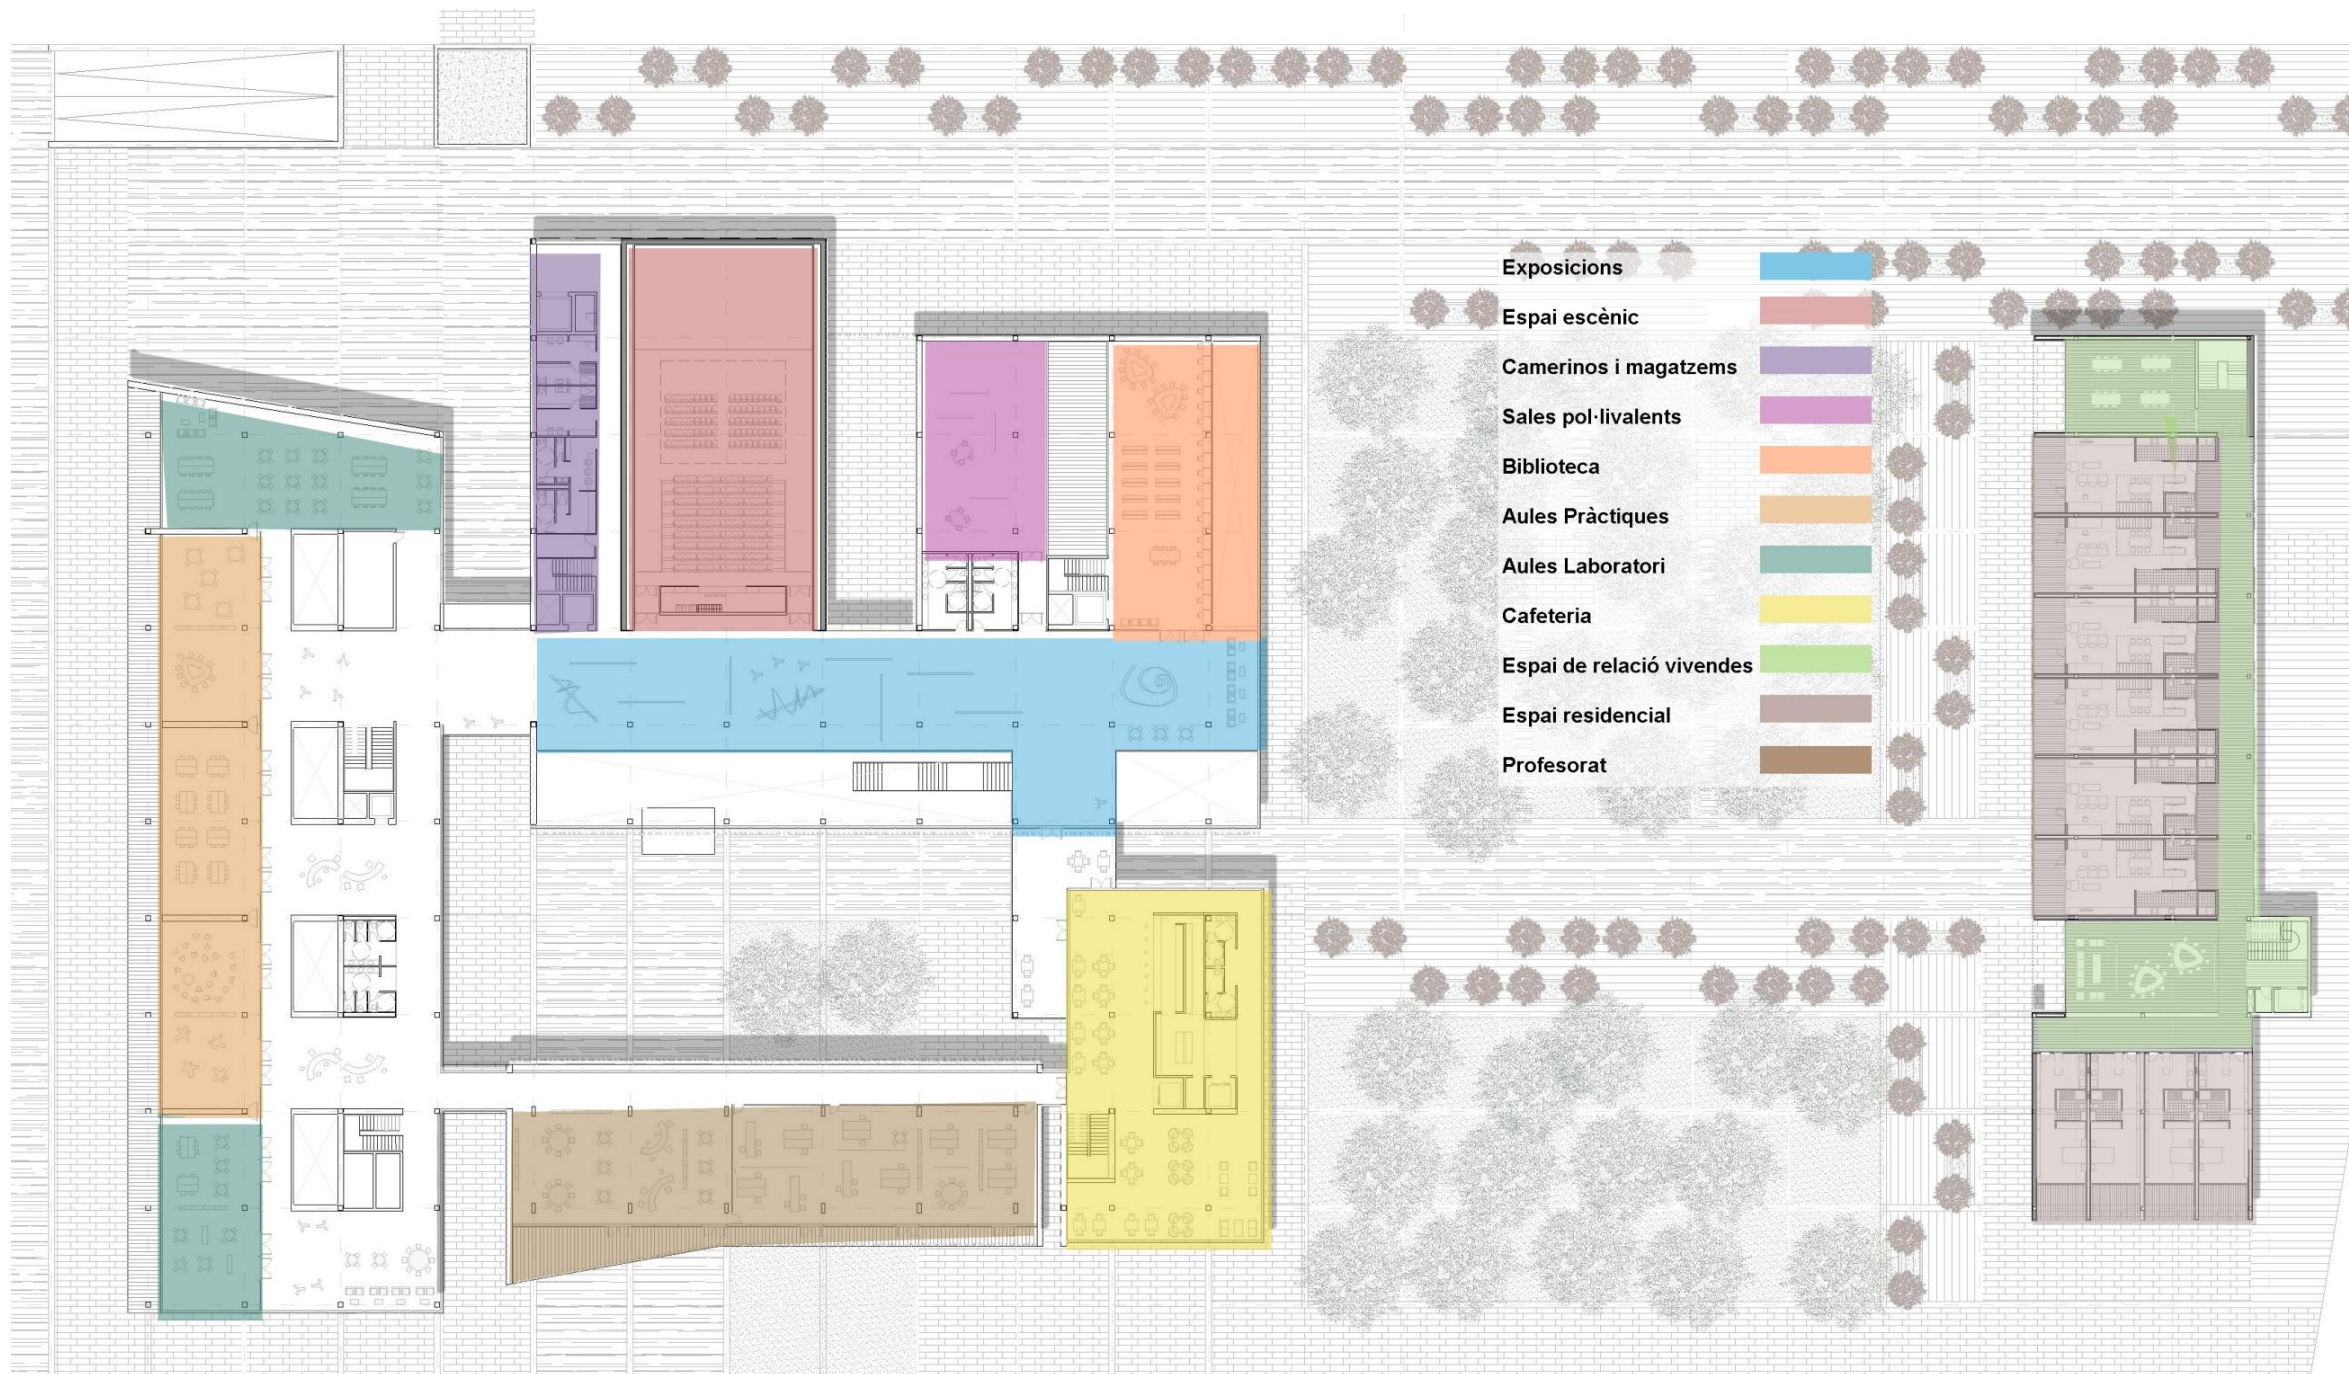 Exposicions
Espai escènic
Camerinos i magatzems
Sales pol·livalents
Biblioteca
Aules Pràctiques
Aules Laboratori
Cafeteria
Espai de relació vivendes
Espai residencial
Profesorat